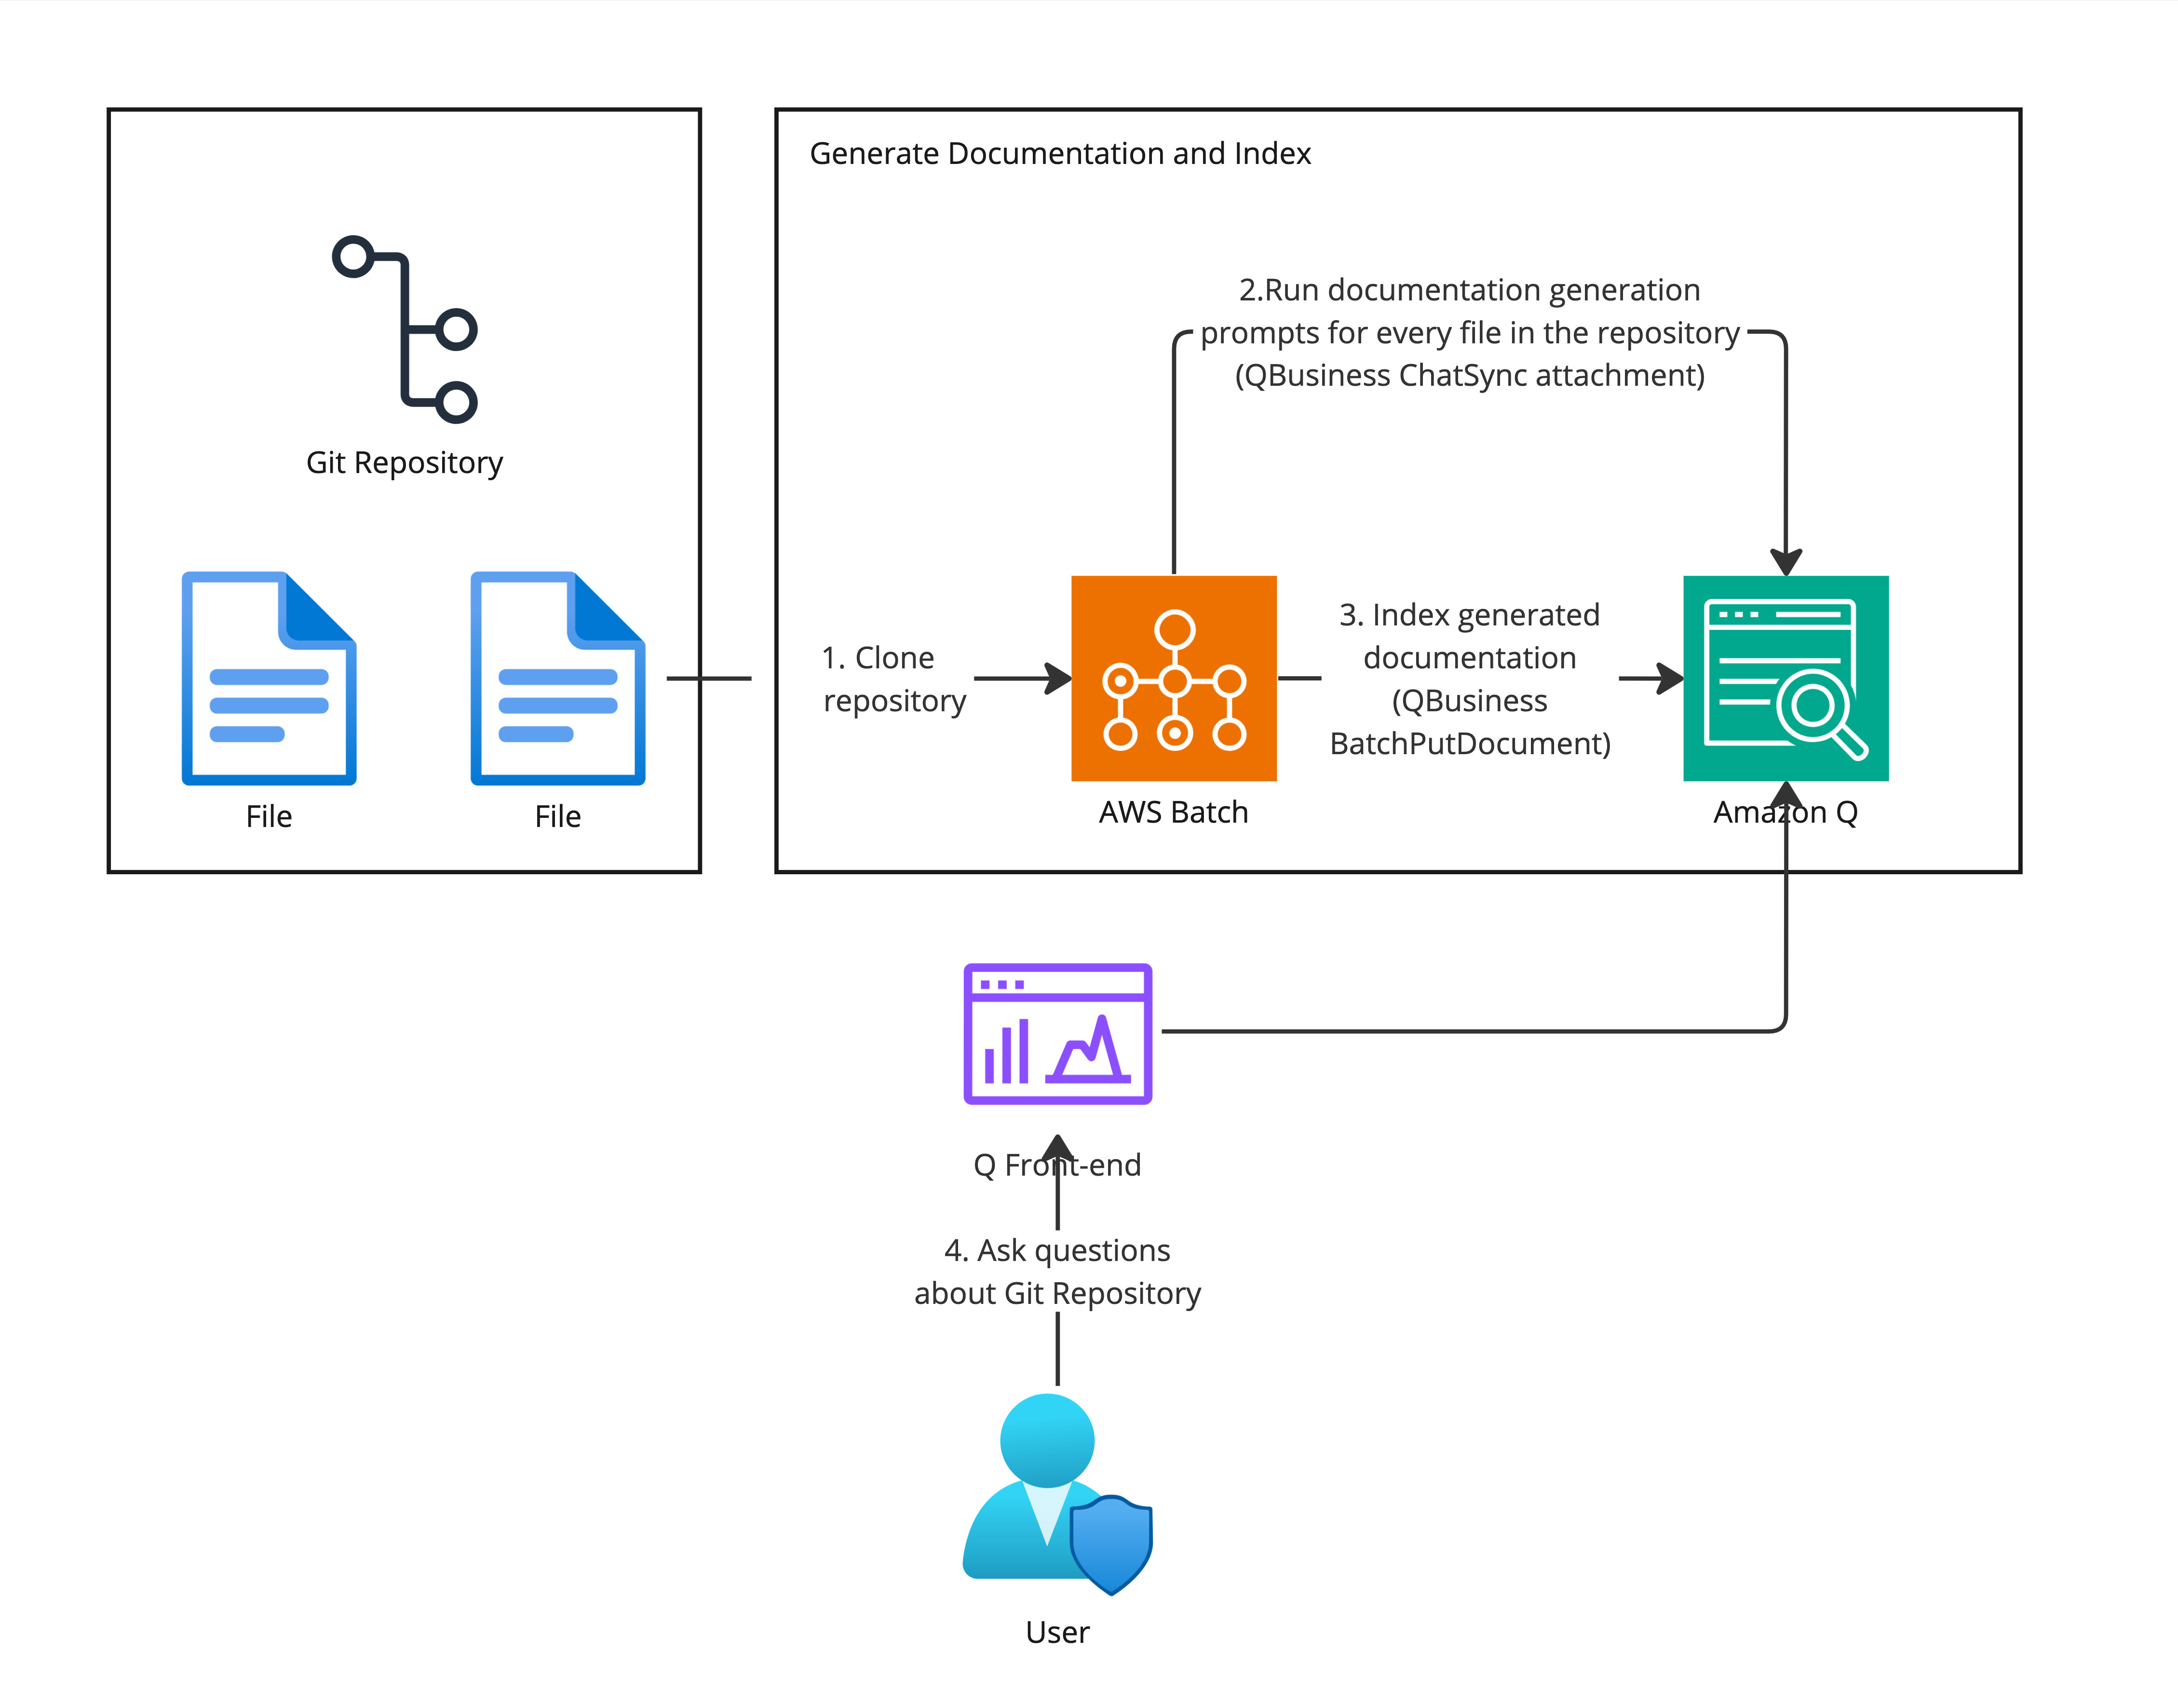 Generate Documentation and Index
Git Repository
File
File
1. Clone
repository
2.Run documentation generation
prompts for every file in the repository
(QBusiness ChatSync attachment)
AWS Batch
3. Index generated
documentation
(QBusiness
BatchPutDocument)
Amazon Q
Q Front-end
4. Ask questions
about Git Repository
User